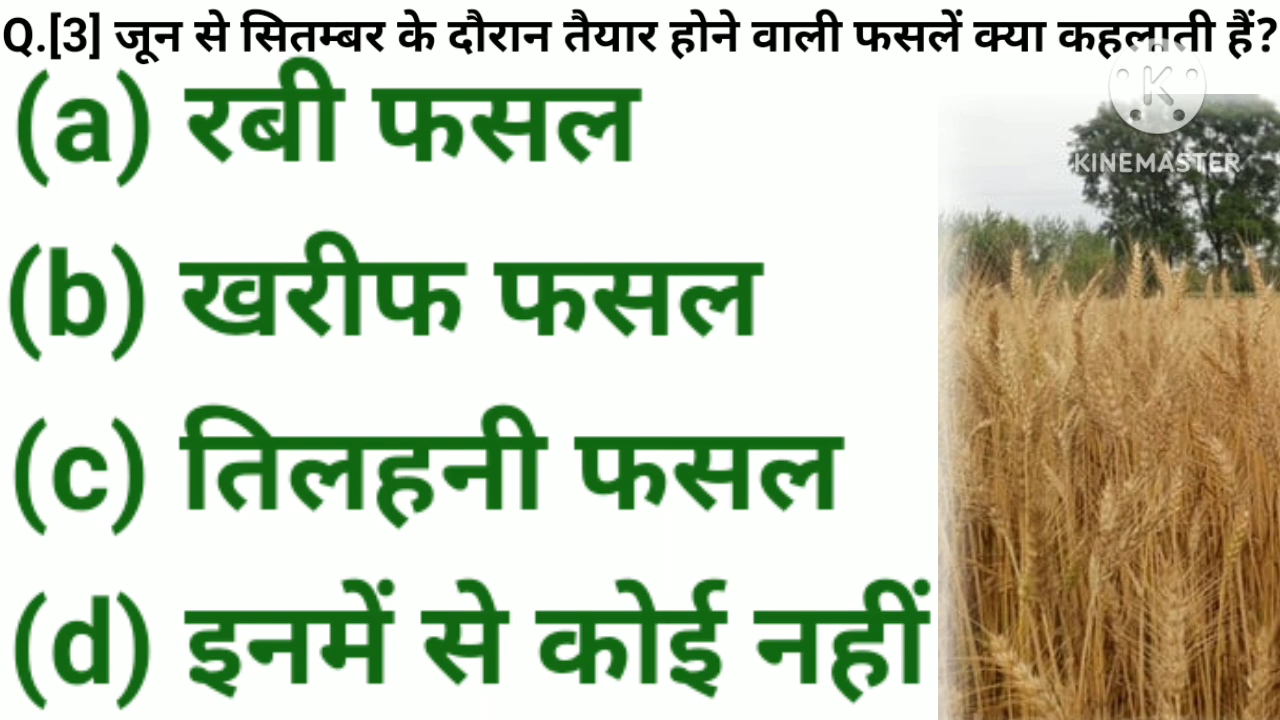 Q.[3] जून से सितम्बर के दौरान तैयार होने वाली फसलें क्या कहलाती हैं?
(a) रबी फसल
(b) खरीफ फसल
(c) तिलहनी फसल
(d) इनमें से कोई नहीं
K
KINEMASTER